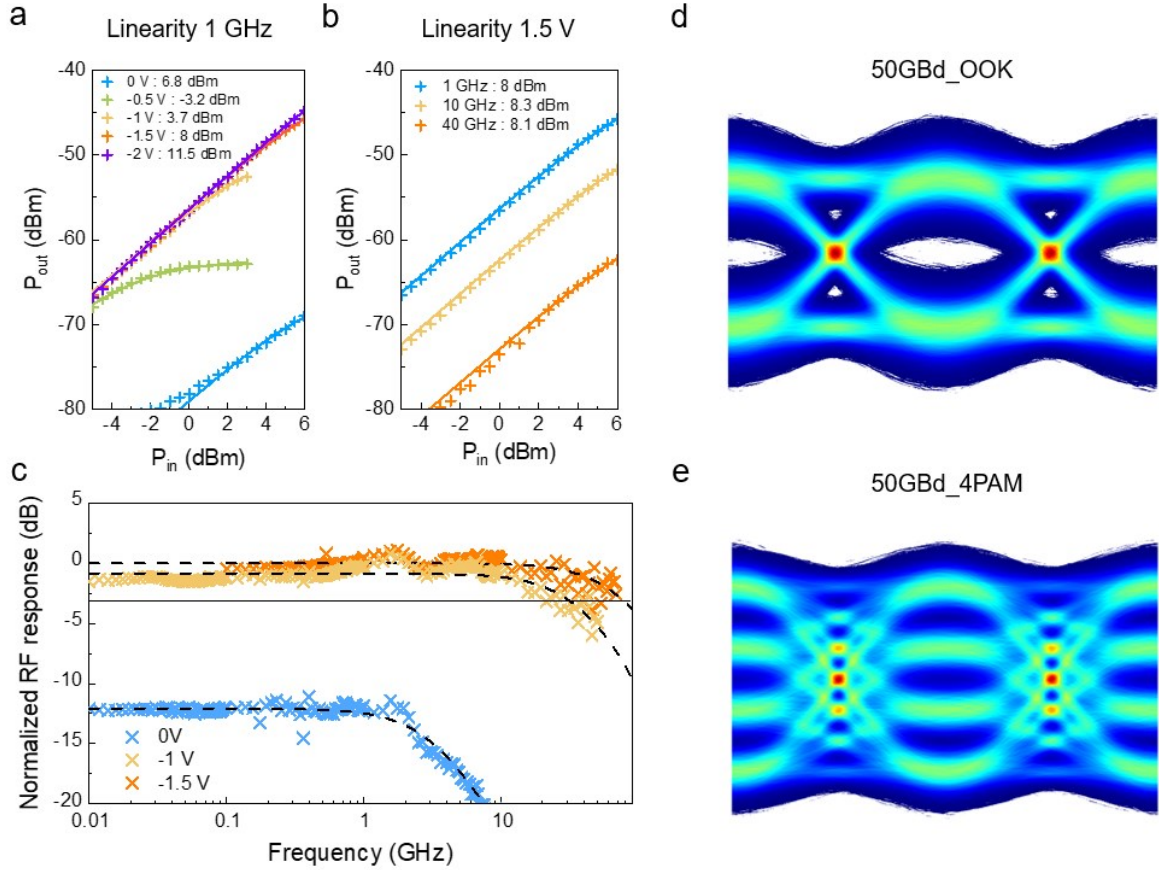 a
Linearity 1 GHz
-40
-50
-60
-70
-80
P_out (dBm)
0 V : 6.8 dBm
-0.5 V : -3.2 dBm
-1 V : 3.7 dBm
-1.5 V : 8 dBm
-2 V : 11.5 dBm
-4 -2 0 2 4 6
P_in (dBm)
b
Linearity 1.5 V
-40
-50
-60
-70
-80
P_out (dBm)
1 GHz : 8 dBm
10 GHz : 8.3 dBm
40 GHz : 8.1 dBm
-4 -2 0 2 4 6
P_in (dBm)
c
Normalized RF response (dB)
5
0
-5
-10
-15
-20
0V
-1 V
-1.5 V
0.01 0.1 1 10
Frequency (GHz)
d
50GBd_OOK
e
50GBd_4PAM